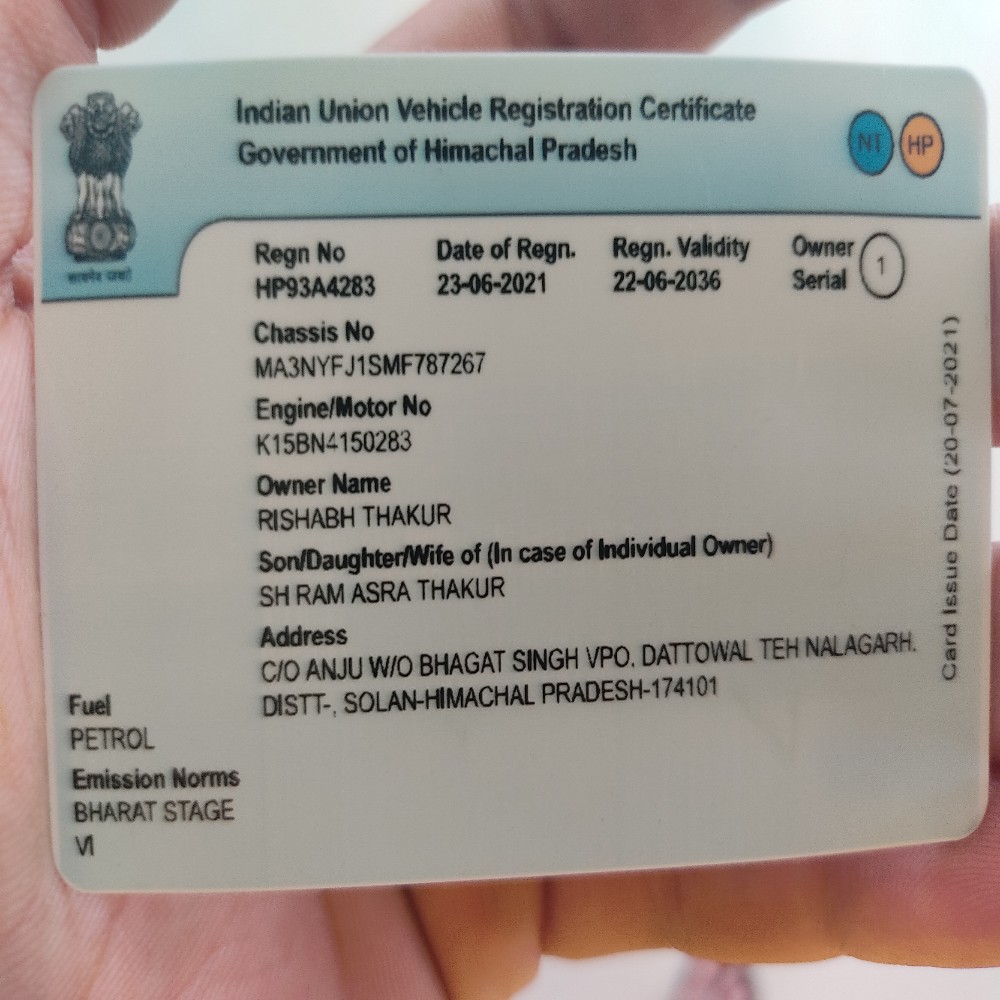 Indian Union Vehicle Registration Certificate
Government of Himachal Pradesh
NT HP
Regn No Date of Regn. Regn. Validity Owner Serial 1
HP93A4283 23-06-2021 22-06-2036
Chassis No
MA3NYFJ1SMF787267
Engine/Motor No
K15BN4150283
Owner Name
RISHABH THAKUR
Son/Daughter/Wife of (In case of Individual Owner)
SH RAM ASRA THAKUR
Address
C/O ANJU W/O BHAGAT SINGH VPO. DATTOWAL TEH NALAGARH.
DISTT-, SOLAN-HIMACHAL PRADESH-174101
Fuel
PETROL
Emission Norms
BHARAT STAGE
VI
Card Issue Date (20-07-2021)